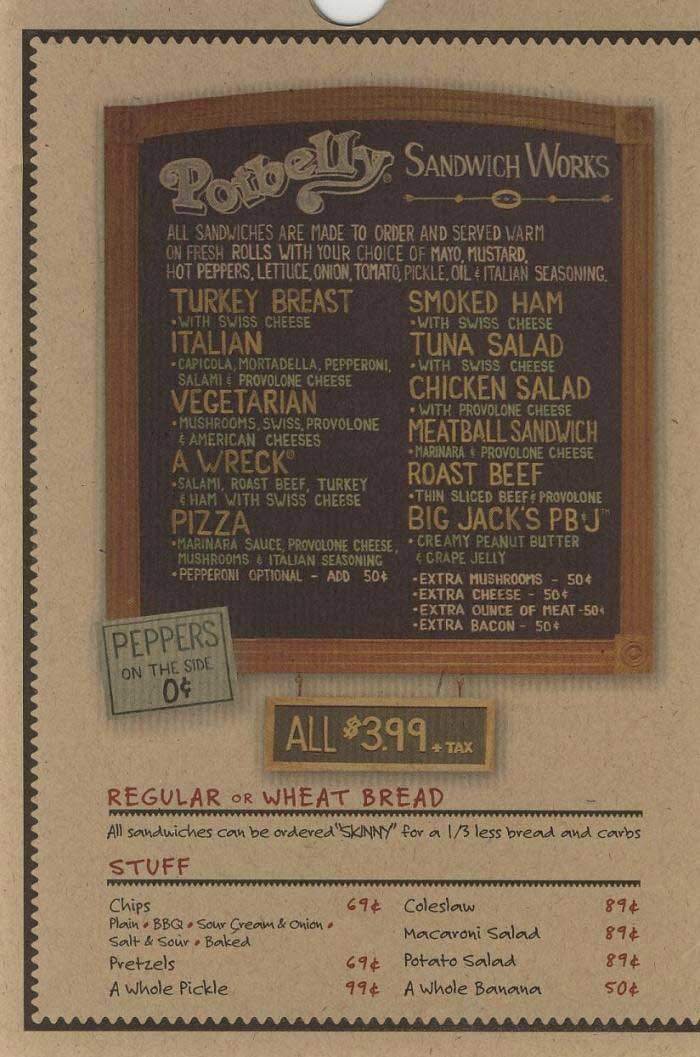 Potbelly® SANDWICH WORKS
ALL SANDWICHES ARE MADE TO ORDER AND SERVED WARM
ON FRESH ROLLS WITH YOUR CHOICE OF MAYO, MUSTARD,
HOT PEPPERS, LETTUCE, ONION, TOMATO, PICKLE, OIL & ITALIAN SEASONING.
TURKEY BREAST
•WITH SWISS CHEESE
ITALIAN
•CAPICOLA, MORTADELLA, PEPPERONI,
SALAMI & PROVOLONE CHEESE
VEGETARIAN
•MUSHROOMS, SWISS, PROVOLONE
& AMERICAN CHEESES
A WRECK®
•SALAMI, ROAST BEEF, TURKEY
& HAM WITH SWISS CHEESE
PIZZA
•MARINARA SAUCE, PROVOLONE CHEESE,
MUSHROOMS & ITALIAN SEASONING
•PEPPERONI OPTIONAL - ADD 50¢
SMOKED HAM
•WITH SWISS CHEESE
TUNA SALAD
•WITH SWISS CHEESE
CHICKEN SALAD
•WITH PROVOLONE CHEESE
MEATBALL SANDWICH
•MARINARA & PROVOLONE CHEESE
ROAST BEEF
•THIN SLICED BEEF & PROVOLONE
BIG JACK'S PB&J™
•CREAMY PEANUT BUTTER
& GRAPE JELLY
•EXTRA MUSHROOMS - 50¢
•EXTRA CHEESE - 50¢
•EXTRA OUNCE OF MEAT -50¢
•EXTRA BACON - 50¢
PEPPERS
ON THE SIDE
0¢
ALL $3.99 + TAX
REGULAR OR WHEAT BREAD
All sandwiches can be ordered "SKINNY" for a 1/3 less bread and carbs
STUFF
Chips 69¢
Plain • BBQ • Sour Cream & Onion •
Salt & Sour • Baked
Pretzels 69¢
A Whole Pickle 99¢
Coleslaw 89¢
Macaroni Salad 89¢
Potato Salad 89¢
A Whole Banana 50¢